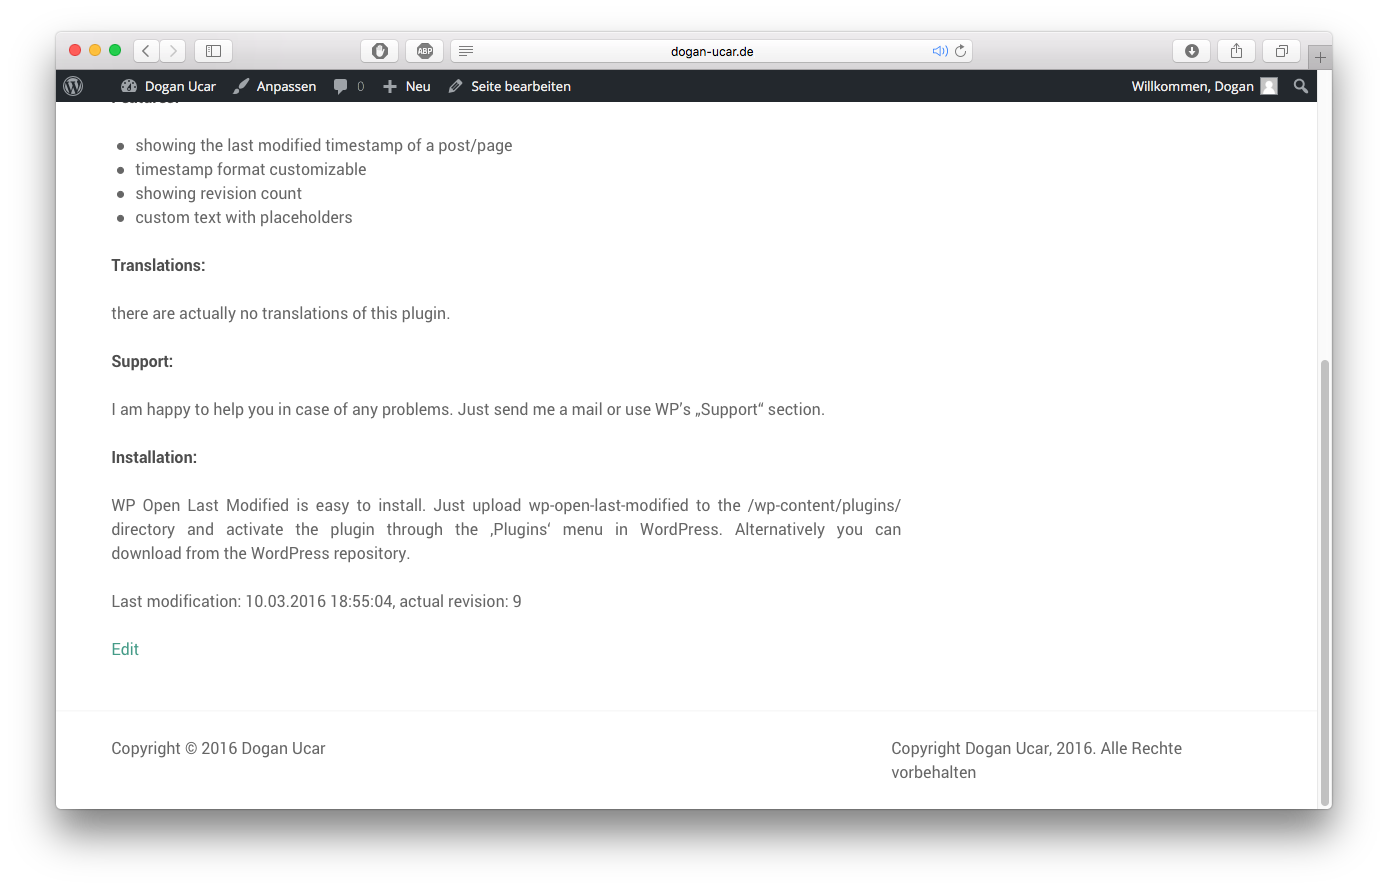 ABP
dogan-ucar.de
Dogan Ucar Anpassen 0 Neu Seite bearbeiten Willkommen, Dogan
Features:
showing the last modified timestamp of a post/page
timestamp format customizable
showing revision count
custom text with placeholders
Translations:
there are actually no translations of this plugin.
Support:
I am happy to help you in case of any problems. Just send me a mail or use WP’s „Support“ section.
Installation:
WP Open Last Modified is easy to install. Just upload wp-open-last-modified to the /wp-content/plugins/
directory and activate the plugin through the ‚Plugins‘ menu in WordPress. Alternatively you can
download from the WordPress repository.
Last modification: 10.03.2016 18:55:04, actual revision: 9
Edit
Copyright © 2016 Dogan Ucar
Copyright Dogan Ucar, 2016. Alle Rechte
vorbehalten